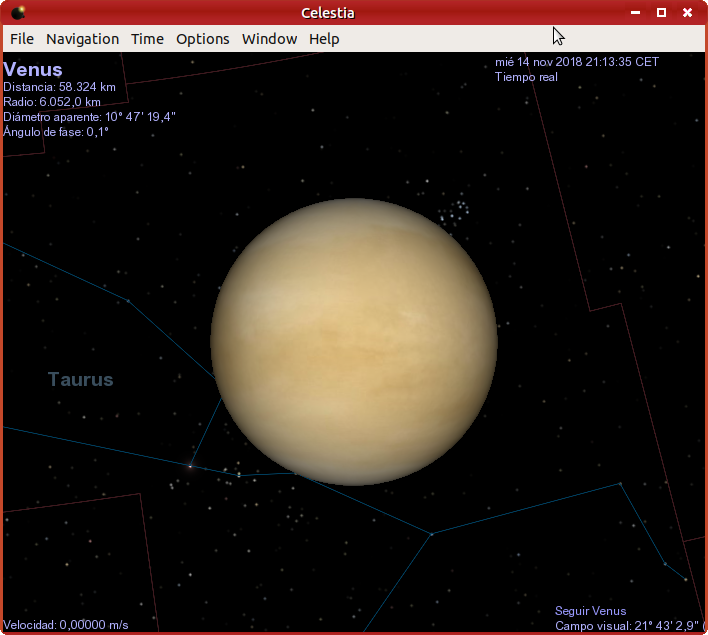 Celestia
File Navigation Time Options Window Help
Venus
Distancia: 58.324 km
Radio: 6.052,0 km
Diámetro aparente: 10° 47' 19,4"
Ángulo de fase: 0,1°
mié 14 nov 2018 21:13:35 CET
Tiempo real
Taurus
Velocidad: 0,00000 m/s
Seguir Venus
Campo visual: 21° 43' 2,9" (